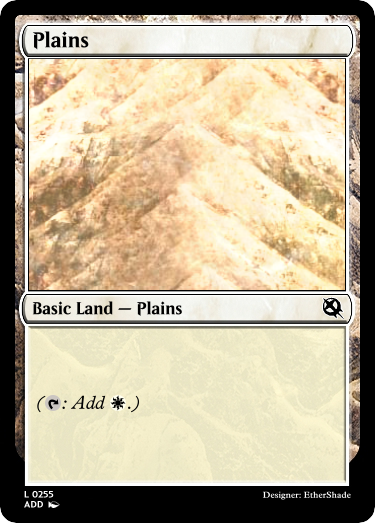 Plains
Basic Land — Plains
(: Add .)
L 0255
Designer: EtherShade
ADD